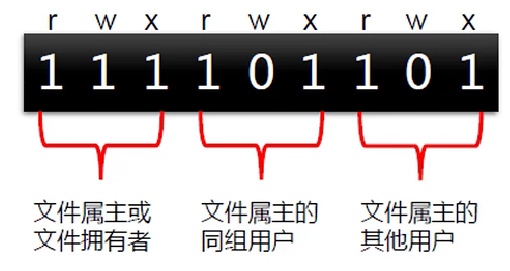 r w x r w x r w x
1 1 1 1 0 1 1 0 1
文件属主或
文件拥有者
文件属主的
同组用户
文件属主的
其他用户